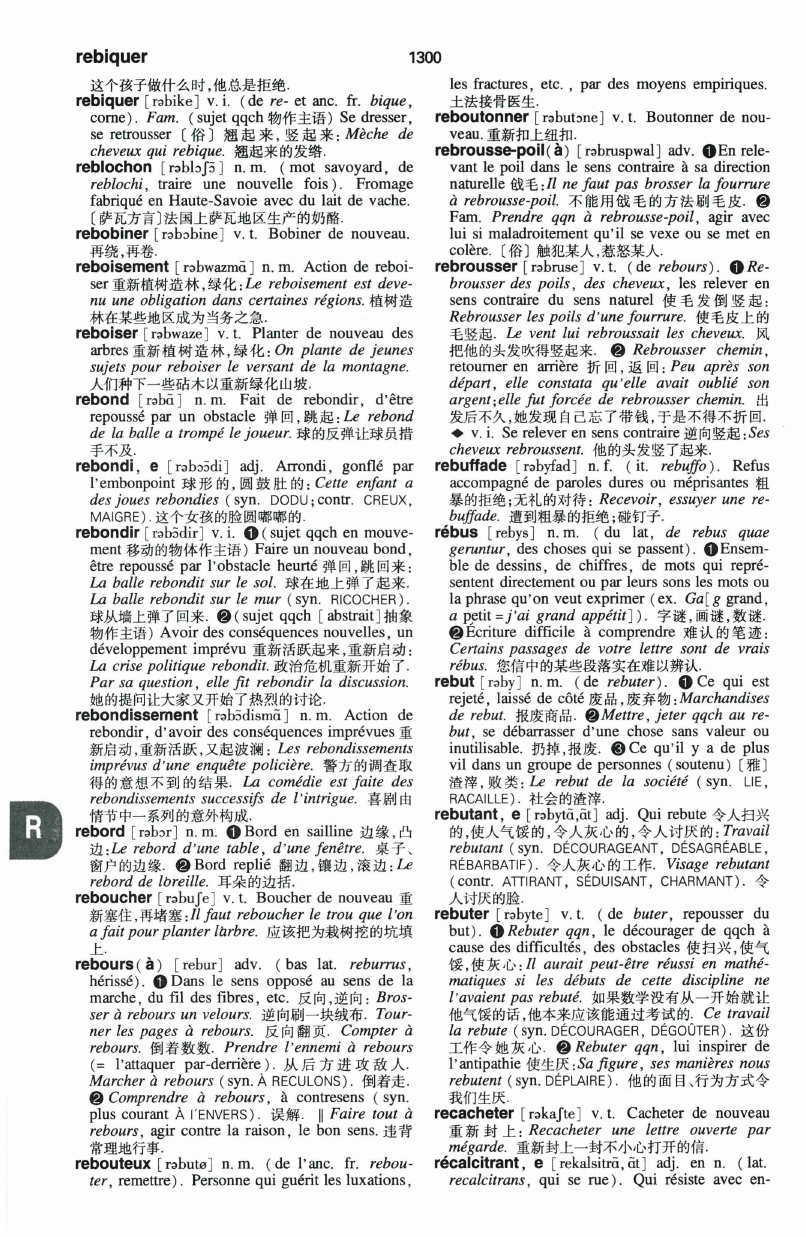 rebiquer
1300
这个孩子做什么时,他总是拒绝.
rebiquer [rəbike] v. i. (de re- et anc. fr. bique,
corne). Fam. (sujet qqch 物作主语) Se dresser,
se retrousser〔俗〕翘起来,竖起来: Mèche de
cheveux qui rebique. 翘起来的发绺.
reblochon [rəblɔʃɔ̃] n. m. (mot savoyard, de
reblochi, traire une nouvelle fois). Fromage
fabriqué en Haute-Savoie avec du lait de vache.
〔萨瓦方言〕法国上萨瓦地区生产的奶酪.
rebobiner [rəbɔbine] v. t. Bobiner de nouveau.
再绕,再卷.
reboisement [rəbwazmɑ̃] n. m. Action de reboi-
ser 重新植树造林,绿化: Le reboisement est deve-
nu une obligation dans certaines régions. 植树造
林在某些地区成为当务之急.
reboiser [rəbwaze] v. t. Planter de nouveau des
arbres 重新植树造林,绿化: On plante de jeunes
sujets pour reboiser le versant de la montagne.
人们种下一些砧木以重新绿化山坡.
rebond [rəbɑ̃] n. m. Fait de rebondir, d'être
repoussé par un obstacle 弹回,跳起: Le rebond
de la balle a trompé le joueur. 球的反弹让球员措
手不及.
rebondi, e [rəbɔɔ̃di] adj. Arrondi, gonflé par
l'embonpoint 球形的,圆鼓肚的: Cette enfant a
des joues rebondies (syn. DODU; contr. CREUX,
MAIGRE). 这个女孩的脸圆嘟嘟的.
rebondir [rəbɔ̃dir] v. i. ❶(sujet qqch en mouve-
ment 移动的物体作主语) Faire un nouveau bond,
être repoussé par l'obstacle heurté 弹回,跳回来:
La balle rebondit sur le sol. 球在地上弹了起来.
La balle rebondit sur le mur (syn. RICOCHER).
球从墙上弹了回来. ❷(sujet qqch [abstrait]抽象
物作主语) Avoir des conséquences nouvelles, un
développement imprévu 重新活跃起来,重新启动:
La crise politique rebondit. 政治危机重新开始了.
Par sa question, elle fit rebondir la discussion.
她的提问让大家又开始了热烈的讨论.
rebondissement [rəbɔ̃dismɑ̃] n. m. Action de
rebondir, d'avoir des conséquences imprévues 重
新启动,重新活跃,又起波澜: Les rebondissements
imprévus d'une enquête policière. 警方的调查取
得的意想不到的结果. La comédie est faite des
rebondissements successifs de l'intrigue. 喜剧由
情节中一系列的意外构成.
R
rebord [rəbɔr] n. m. ❶ Bord en sailline 边缘,凸
边: Le rebord d'une table, d'une fenêtre. 桌子、
窗户的边缘. ❷ Bord replié 翻边,镶边,滚边: Le
rebord de l'oreille. 耳朵的边括.
reboucher [rəbuʃe] v. t. Boucher de nouveau 重
新塞住,再堵塞: Il faut reboucher le trou que l'on
a fait pour planter l'arbre. 应该把为栽树挖的坑填
上.
rebours(à) [rebur] adv. (bas lat. reburrus,
hérissé). ❶ Dans le sens opposé au sens de la
marche, du fil des fibres, etc. 反向,逆向: Bros-
ser à rebours un velours. 逆向刷一块绒布. Tour-
ner les pages à rebours. 反向翻页. Compter à
rebours. 倒着数数. Prendre l'ennemi à rebours
(= l'attaquer par-derrière). 从后方进攻敌人.
Marcher à rebours (syn. À RECULONS). 倒着走.
❷ Comprendre à rebours, à contresens (syn.
plus courant À l'ENVERS). 误解. ‖ Faire tout à
rebours, agir contre la raison, le bon sens. 违背
常理地行事.
rebouteux [rəbutø] n. m. (de l'anc. fr. rebou-
ter, remettre). Personne qui guérit les luxations,
les fractures, etc., par des moyens empiriques.
土法接骨医生.
reboutonner [rəbutɔne] v. t. Boutonner de nou-
veau. 重新扣上纽扣.
rebrousse-poil(à) [rəbruspwal] adv. ❶En rele-
vant le poil dans le sens contraire à sa direction
naturelle 戗毛: Il ne faut pas brosser la fourrure
à rebrousse-poil. 不能用戗毛的方法刷毛皮. ❷
Fam. Prendre qqn à rebrousse-poil, agir avec
lui si maladroitement qu'il se vexe ou se met en
colère.〔俗〕触犯某人,惹怒某人.
rebrousser [rəbruse] v. t. (de rebours). ❶ Re-
brousser des poils, des cheveux, les relever en
sens contraire du sens naturel 使毛发倒竖起:
Rebrousser les poils d'une fourrure. 使毛皮上的
毛竖起. Le vent lui rebroussait les cheveux. 风
把他的头发吹得竖起来. ❷ Rebrousser chemin,
retourner en arrière 折回,返回: Peu après son
départ, elle constata qu'elle avait oublié son
argent; elle fut forcée de rebrousser chemin. 出
发后不久,她发现自己忘了带钱,于是不得不折回.
◆ v. i. Se relever en sens contraire 逆向竖起: Ses
cheveux rebroussent. 他的头发竖了起来.
rebuffade [rəbyfad] n. f. (it. rebuffo). Refus
accompagné de paroles dures ou méprisantes 粗
暴的拒绝;无礼的对待: Recevoir, essuyer une re-
buffade. 遭到粗暴的拒绝;碰钉子.
rébus [rebys] n. m. (du lat, de rebus quae
geruntur, des choses qui se passent). ❶Ensem-
ble de dessins, de chiffres, de mots qui repré-
sentent directement ou par leurs sons les mots ou
la phrase qu'on veut exprimer (ex. Ga[g grand,
a petit = j'ai grand appétit]). 字谜,画谜,数谜.
❷Écriture difficile à comprendre 难认的笔迹:
Certains passages de votre lettre sont de vrais
rébus. 您信中的某些段落实在难以辨认.
rebut [rəby] n. m. (de rebuter). ❶ Ce qui est
rejeté, laissé de côté 废品,废弃物: Marchandises
de rebut. 报废商品. ❷Mettre, jeter qqch au re-
but, se débarrasser d'une chose sans valeur ou
inutilisable. 扔掉,报废. ❸ Ce qu'il y a de plus
vil dans un groupe de personnes (soutenu)〔雅〕
渣滓,败类: Le rebut de la société (syn. LIE,
RACAILLE). 社会的渣滓.
rebutant, e [rəbytɑ̃,ɑ̃t] adj. Qui rebute 令人扫兴
的,使人气馁的,令人灰心的,令人讨厌的: Travail
rebutant (syn. DÉCOURAGEANT, DÉSAGRÉABLE,
RÉBARBATIF). 令人灰心的工作. Visage rebutant
(contr. ATTIRANT, SÉDUISANT, CHARMANT). 令
人讨厌的脸.
rebuter [rəbyte] v. t. (de buter, repousser du
but). ❶ Rebuter qqn, le décourager de qqch à
cause des difficultés, des obstacles 使扫兴,使气
馁,使灰心: Il aurait peut-être réussi en mathé-
matiques si les débuts de cette discipline ne
l'avaient pas rebuté. 如果数学没有从一开始就让
他气馁的话,他本来应该能通过考试的. Ce travail
la rebute (syn. DÉCOURAGER, DÉGOÛTER). 这份
工作令她灰心. ❷ Rebuter qqn, lui inspirer de
l'antipathie 使生厌: Sa figure, ses manières nous
rebutent (syn. DÉPLAIRE). 他的面目、行为方式令
我们生厌.
recacheter [rəkaʃte] v. t. Cacheter de nouveau
重新封上: Recacheter une lettre ouverte par
mégarde. 重新封上一封不小心打开的信.
récalcitrant, e [rekalsitrɑ̃,ɑ̃t] adj. en n. (lat.
recalcitrans, qui se rue). Qui résiste avec en-